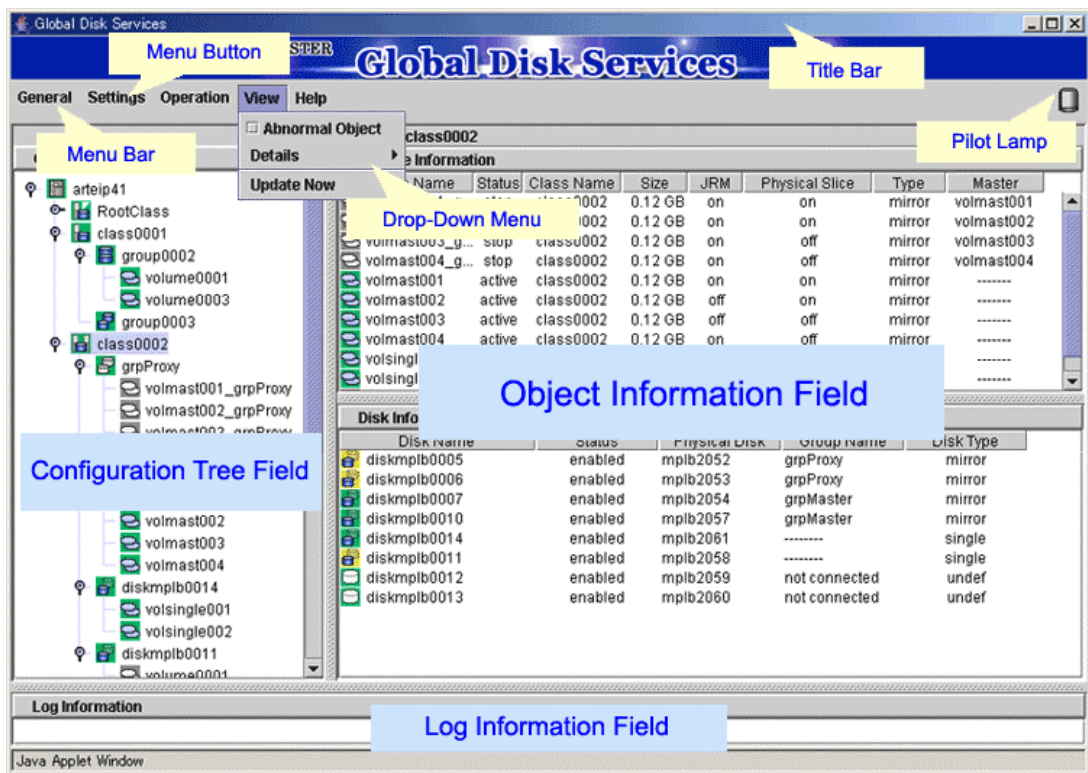 Global Disk Services
Menu Button
STER
Global Disk Services
Title Bar
General Settings Operation View Help
Pilot Lamp
Menu Bar
Abnormal Object
Details
Update Now
Drop-Down Menu
class0002
e Information
Name Status Class Name Size JRM Physical Slice Type Master
0002 0.12 GB on on mirror volmast001
0002 0.12 GB on on mirror volmast002
volmast003_g... stop class0002 0.12 GB on off mirror volmast003
volmast004_g... stop class0002 0.12 GB on off mirror volmast004
volmast001 active class0002 0.12 GB on on mirror -------
volmast002 active class0002 0.12 GB off on mirror -------
volmast003 active class0002 0.12 GB off off mirror -------
volmast004 active class0002 0.12 GB on off mirror -------
volsingl -------
volsingl -------
Object Information Field
arteip41
RootClass
class0001
group0002
volume0001
volume0003
group0003
class0002
grpProxy
volmast001_grpProxy
volmast002_grpProxy
volmast003_grpProxy
Configuration Tree Field
volmast002
volmast003
volmast004
diskmplb0014
volsingle001
volsingle002
diskmplb0011
volume0001
Disk Info
Disk Name Status Physical Disk Group Name Disk Type
diskmplb0005 enabled mplb2052 grpProxy mirror
diskmplb0006 enabled mplb2053 grpProxy mirror
diskmplb0007 enabled mplb2054 grpMaster mirror
diskmplb0010 enabled mplb2057 grpMaster mirror
diskmplb0014 enabled mplb2061 -------- single
diskmplb0011 enabled mplb2058 -------- single
diskmplb0012 enabled mplb2059 not connected undef
diskmplb0013 enabled mplb2060 not connected undef
Log Information
Log Information Field
Java Applet Window